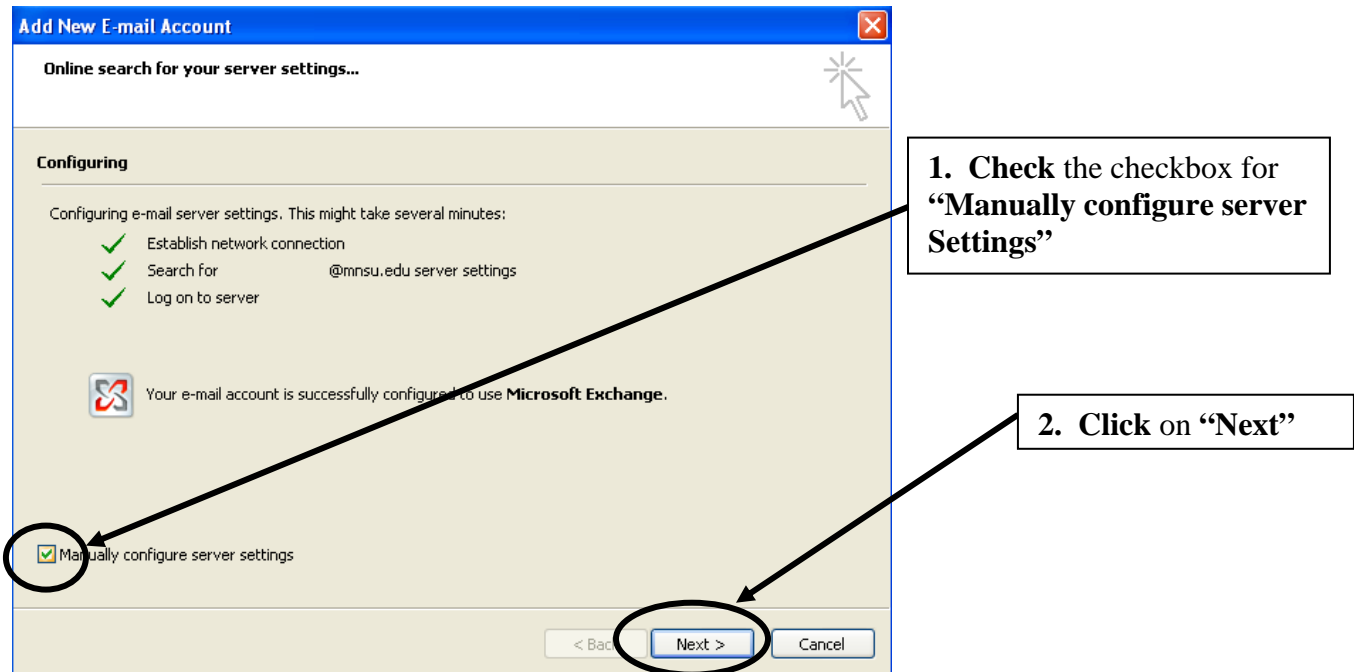 Add New E-mail Account
Online search for your server settings...
Configuring
Configuring e-mail server settings. This might take several minutes:
Establish network connection
Search for @mnsu.edu server settings
Log on to server
Your e-mail account is successfully configured to use Microsoft Exchange.
Manually configure server settings
< Back
Next >
Cancel
1. Check the checkbox for
“Manually configure server
Settings”
2. Click on “Next”